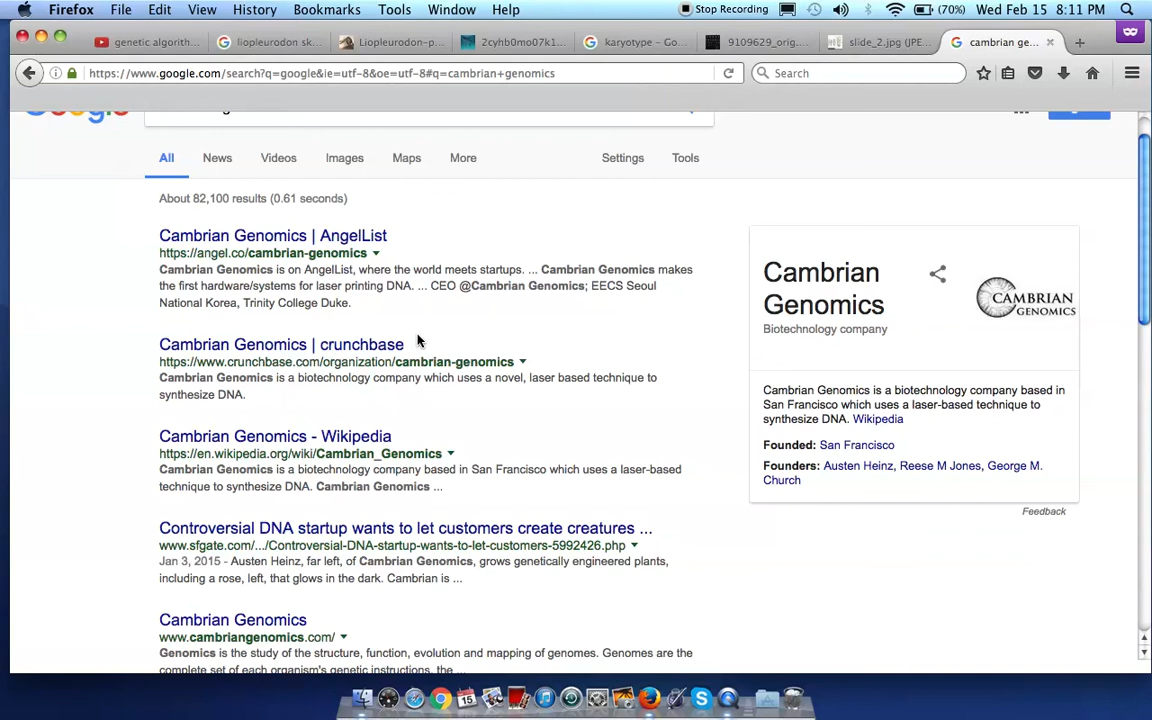 Firefox File Edit View History Bookmarks Tools Window Help Stop Recording (70%) Wed Feb 15 8:11 PM
genetic algorith... liopleurodon sk... Liopleurodon-p... 2cyhb0mo07k1... karyotype - Go... 9109629_orig.... slide_2.jpg (JPE... cambrian ge...
https://www.google.com/search?q=google&ie=utf-8&oe=utf-8#q=cambrian+genomics Search
Google
All News Videos Images Maps More Settings Tools
About 82,100 results (0.61 seconds)
Cambrian Genomics | AngelList
https://angel.co/cambrian-genomics
Cambrian Genomics is on AngelList, where the world meets startups. ... Cambrian Genomics makes
the first hardware/systems for laser printing DNA. ... CEO @Cambrian Genomics; EECS Seoul
National Korea, Trinity College Duke.
Cambrian Genomics | crunchbase
https://www.crunchbase.com/organization/cambrian-genomics
Cambrian Genomics is a biotechnology company which uses a novel, laser based technique to
synthesize DNA.
Cambrian Genomics - Wikipedia
https://en.wikipedia.org/wiki/Cambrian_Genomics
Cambrian Genomics is a biotechnology company based in San Francisco which uses a laser-based
technique to synthesize DNA. Cambrian Genomics ...
Controversial DNA startup wants to let customers create creatures ...
www.sfgate.com/.../Controversial-DNA-startup-wants-to-let-customers-5992426.php
Jan 3, 2015 - Austen Heinz, far left, of Cambrian Genomics, grows genetically engineered plants,
including a rose, left, that glows in the dark. Cambrian is ...
Cambrian Genomics
www.cambriangenomics.com/
Genomics is the study of the structure, function, evolution and mapping of genomes. Genomes are the
complete set of each organism's genetic instructions, the ...
Cambrian
Genomics
Biotechnology company
CAMBRIAN
GENOMICS
Cambrian Genomics is a biotechnology company based in
San Francisco which uses a laser-based technique to
synthesize DNA. Wikipedia
Founded: San Francisco
Founders: Austen Heinz, Reese M Jones, George M.
Church
Feedback